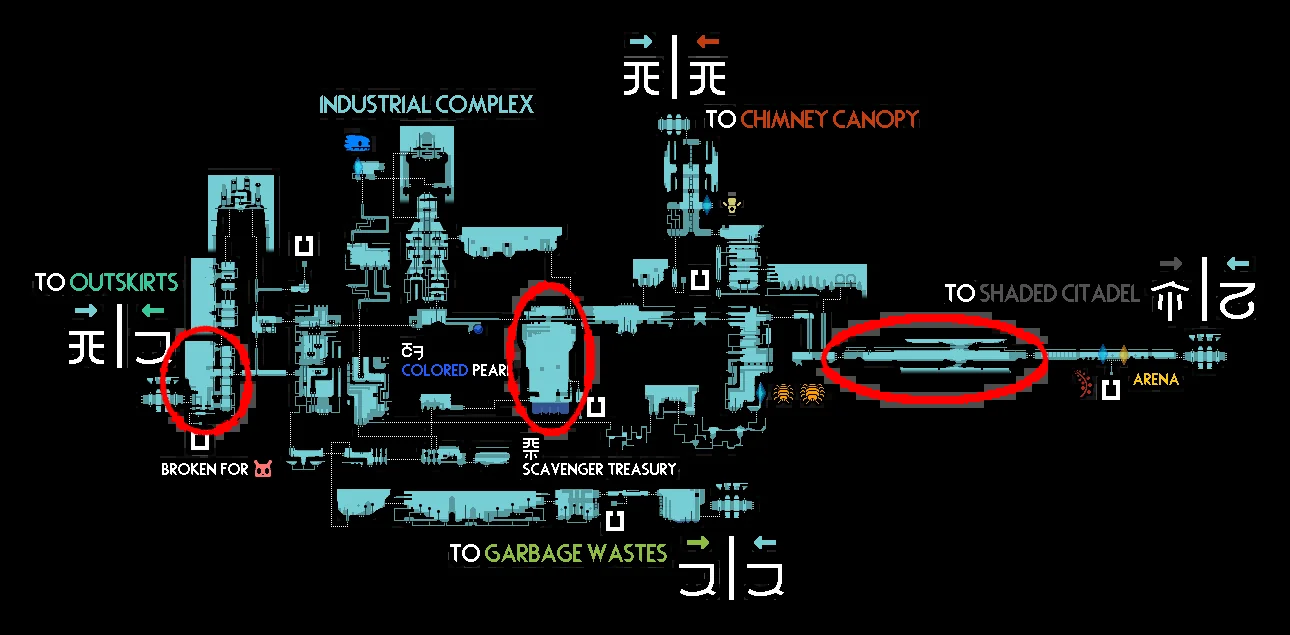 TO CHIMNEY CANOPY
INDUSTRIAL COMPLEX
TO OUTSKIRTS
TO SHADED CITADEL
COLORED PEARL
ARENA
BROKEN FOR
SCAVENGER TREASURY
TO GARBAGE WASTES